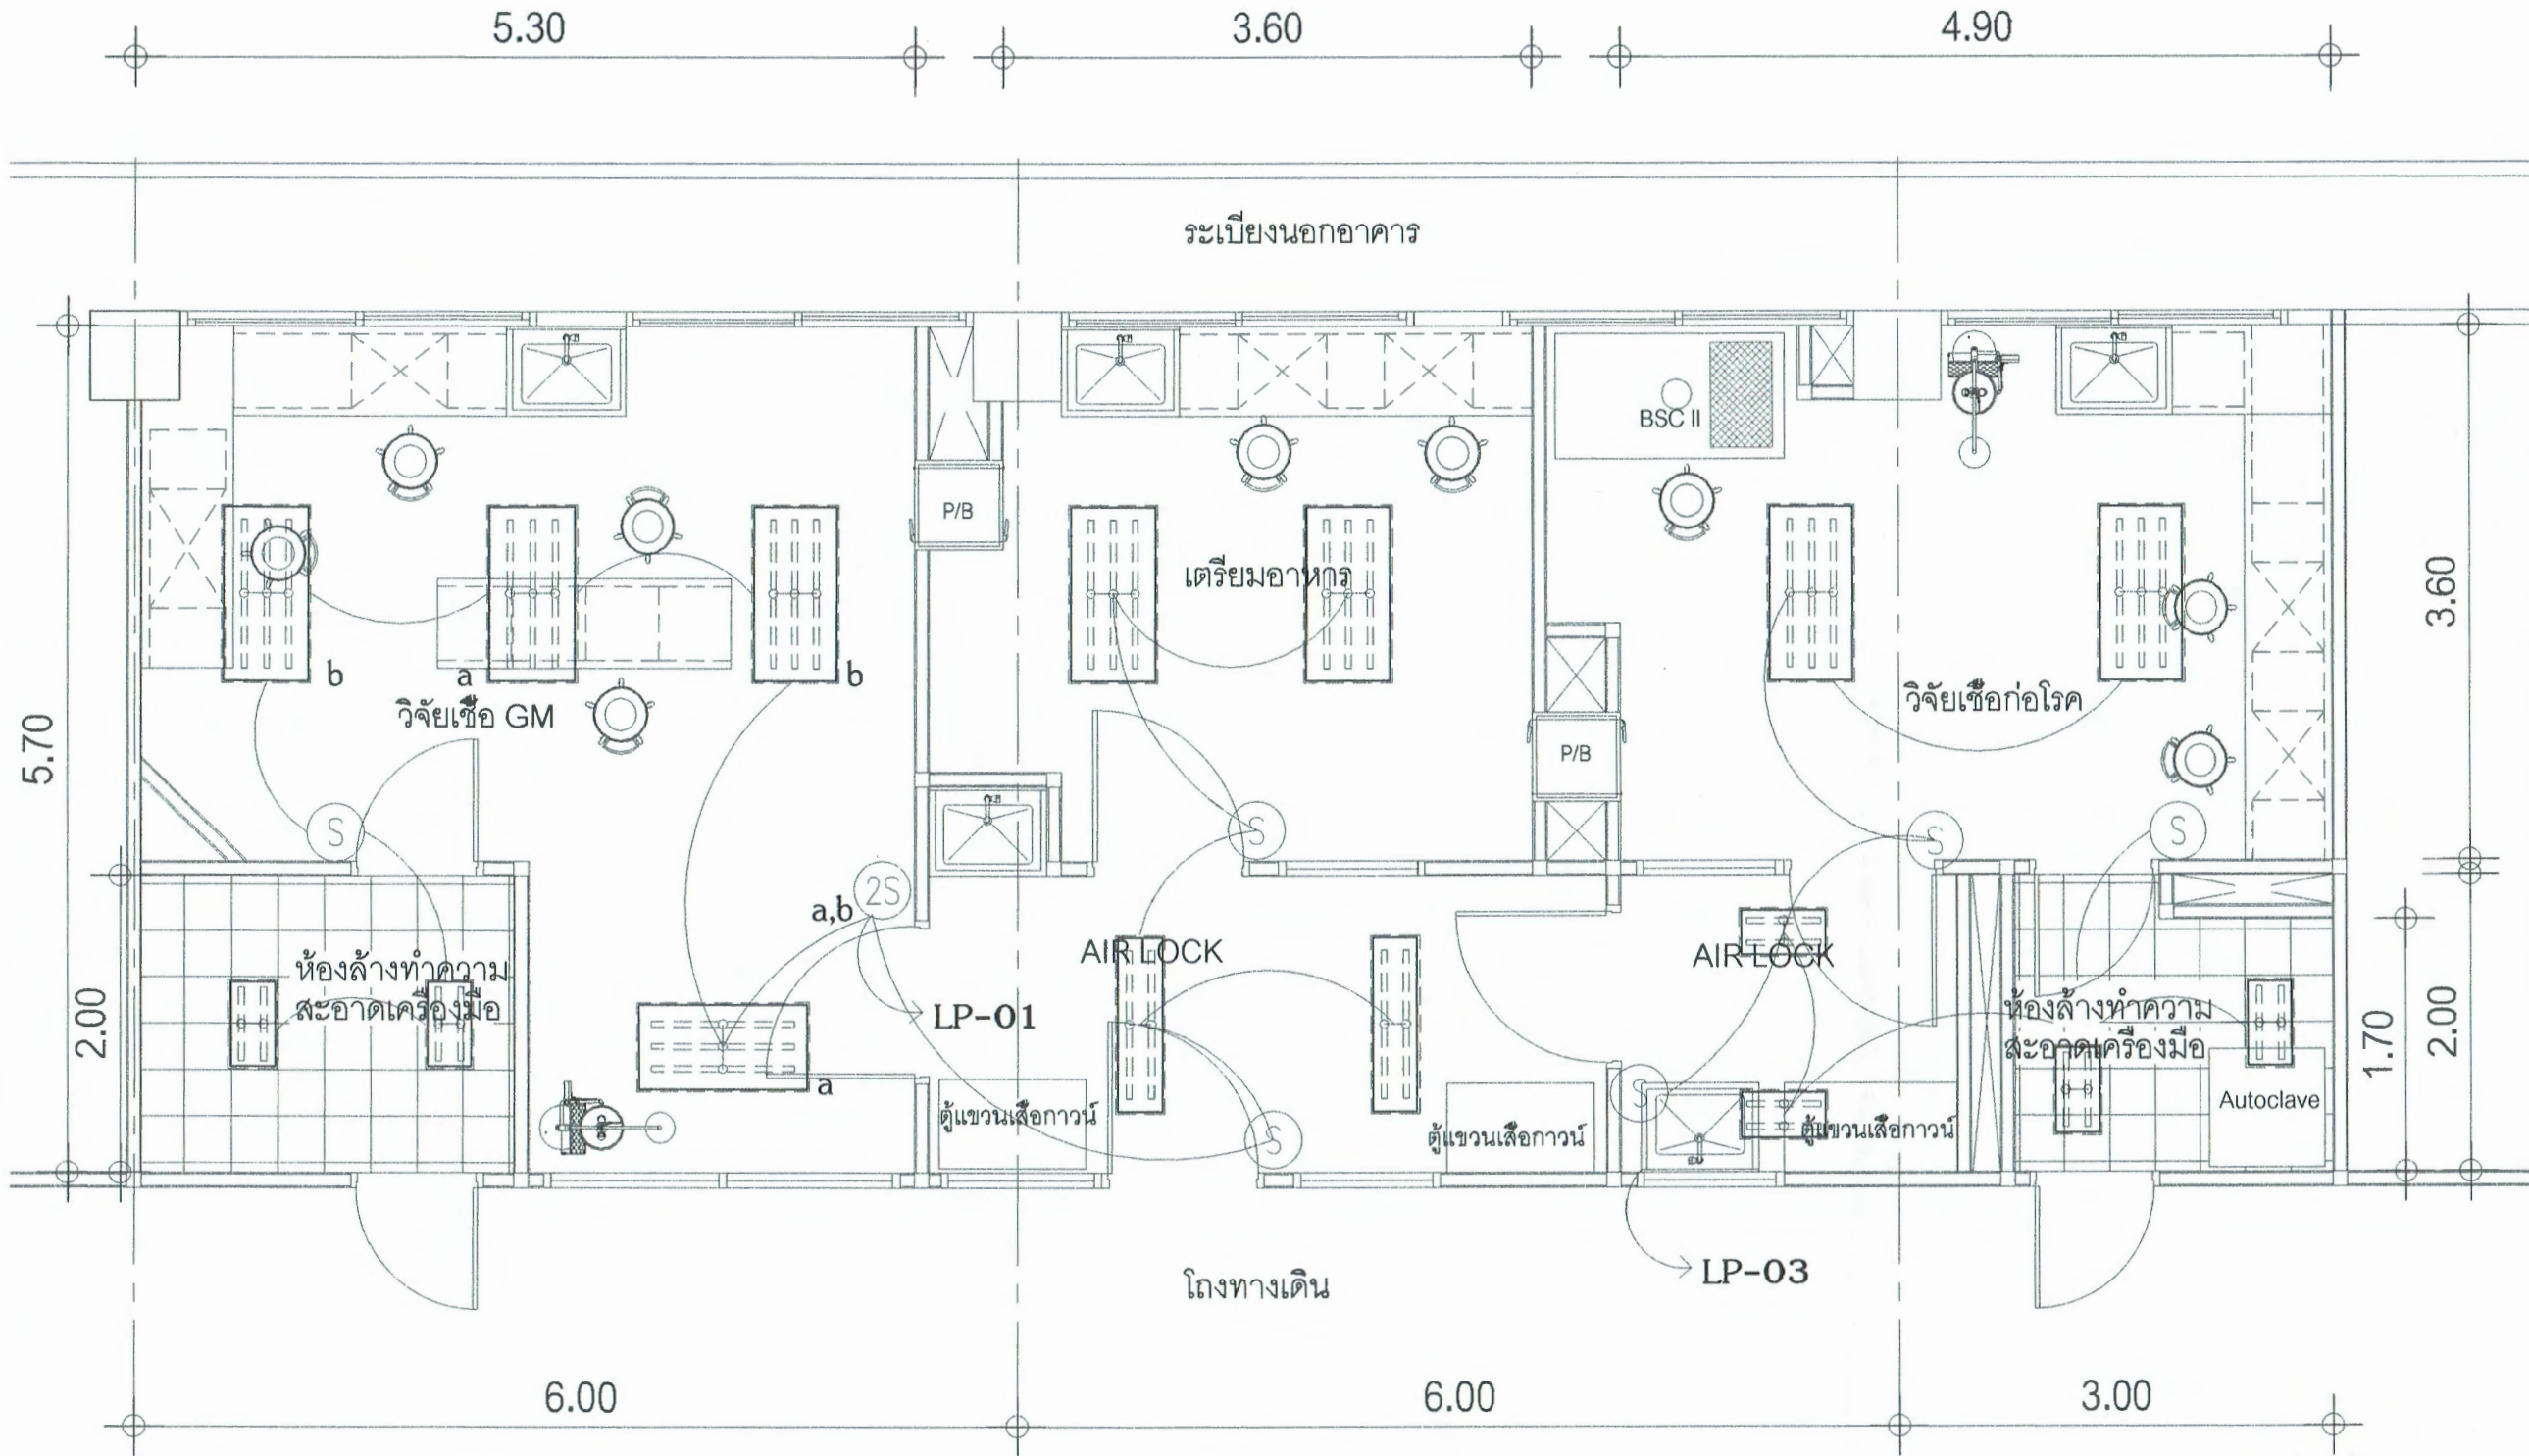 5.30
3.60
4.90
ระเบียงนอกอาคาร
BSC II
P/B
เตรียมอาหาร
3.60
b
a
b
วิจัยเชื้อ GM
วิจัยเชื้อก่อโรค
5.70
P/B
S
S
S
S
2S
a,b
AIR LOCK
AIR LOCK
ห้องล้างทำความ
สะอาดเครื่องมือ
LP-01
ห้องล้างทำความ
สะอาดเครื่องมือ
2.00
1.70
2.00
a
S
S
ตู้แขวนเสื้อกาวน์
ตู้แขวนเสื้อกาวน์
ตู้แขวนเสื้อกาวน์
Autoclave
LP-03
โถงทางเดิน
6.00
6.00
3.00